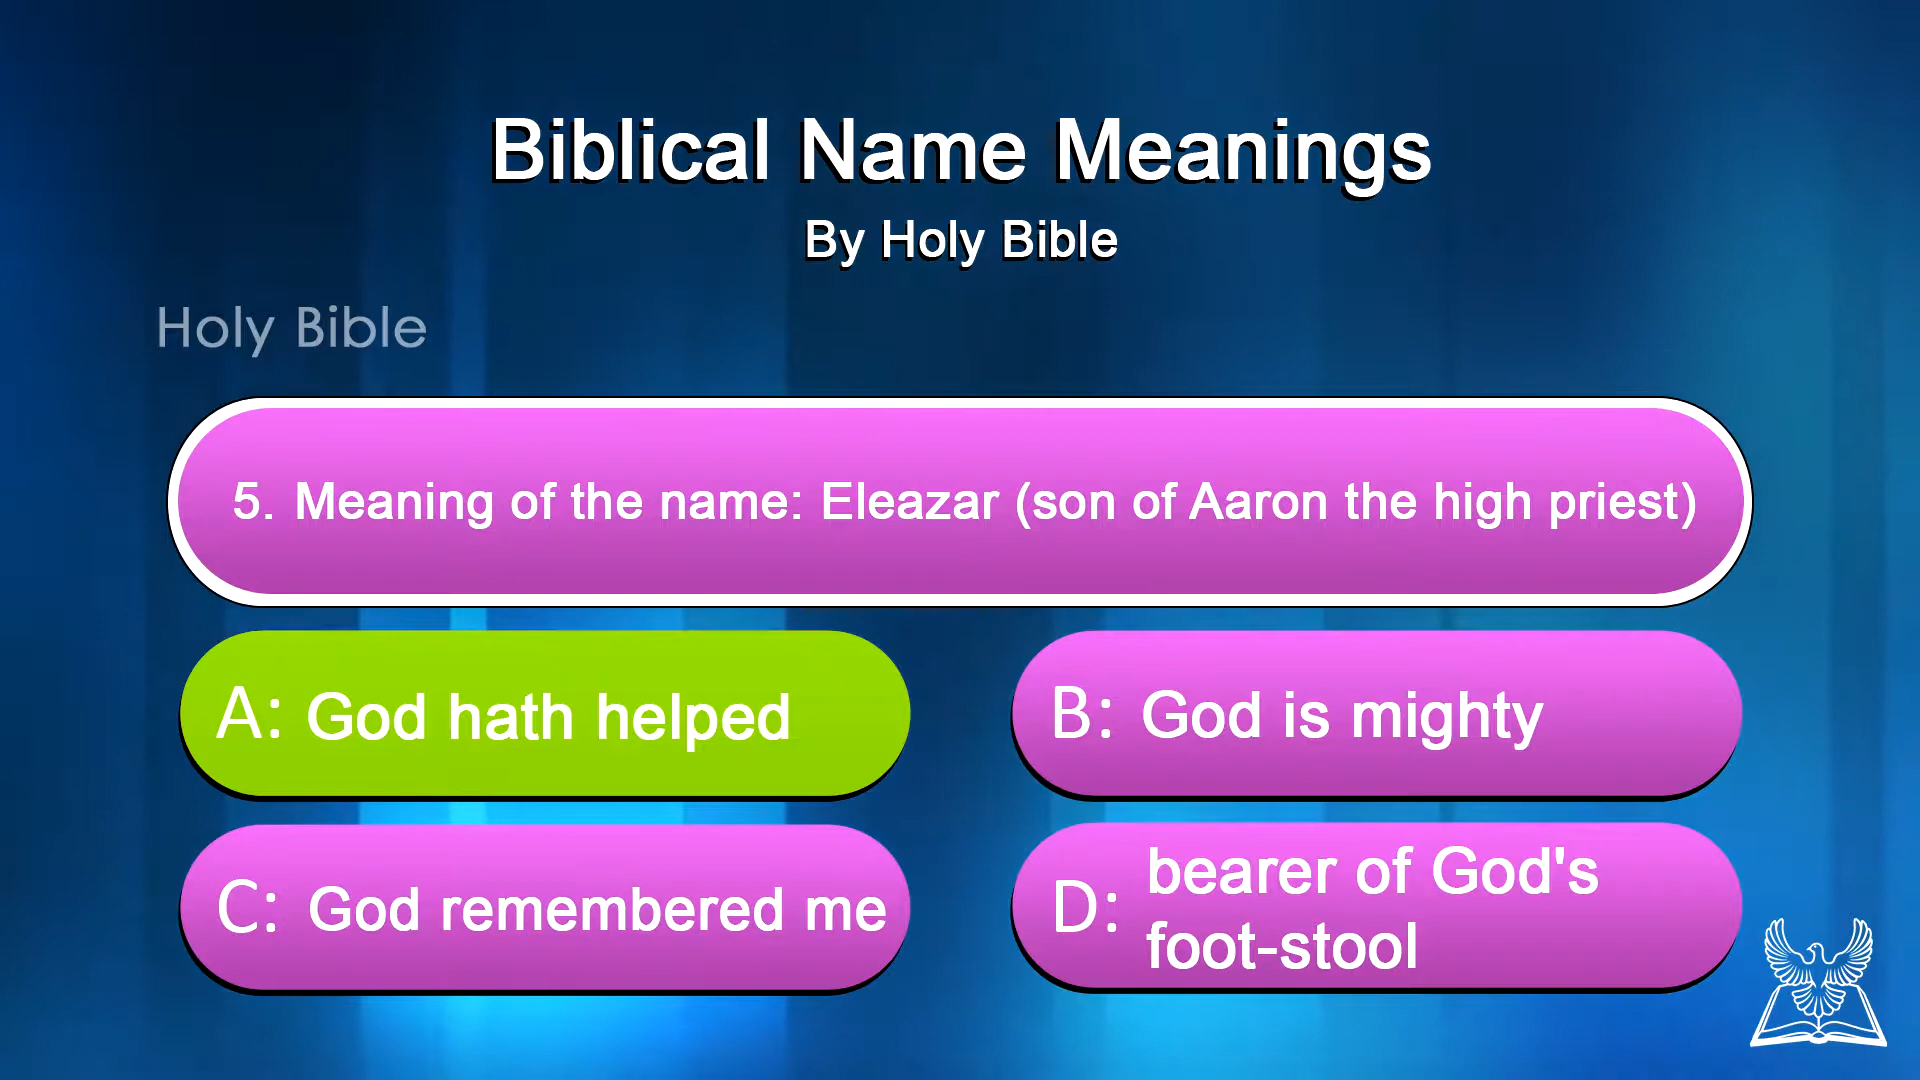 Biblical Name Meanings
By Holy Bible
Holy Bible
5. Meaning of the name: Eleazar (son of Aaron the high priest)
A: God hath helped
B: God is mighty
C: God remembered me
D: bearer of God's
foot-stool